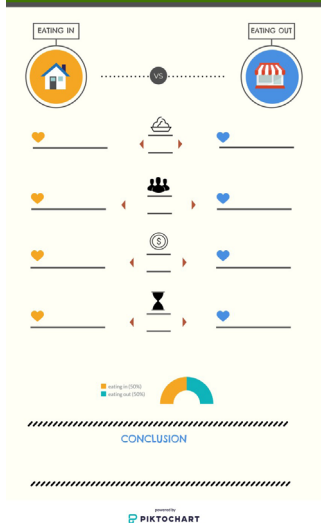 EATING IN
EATING OUT
VS
$
eating in (50%)
eating out (50%)
CONCLUSION
powered by
PIKTOCHART